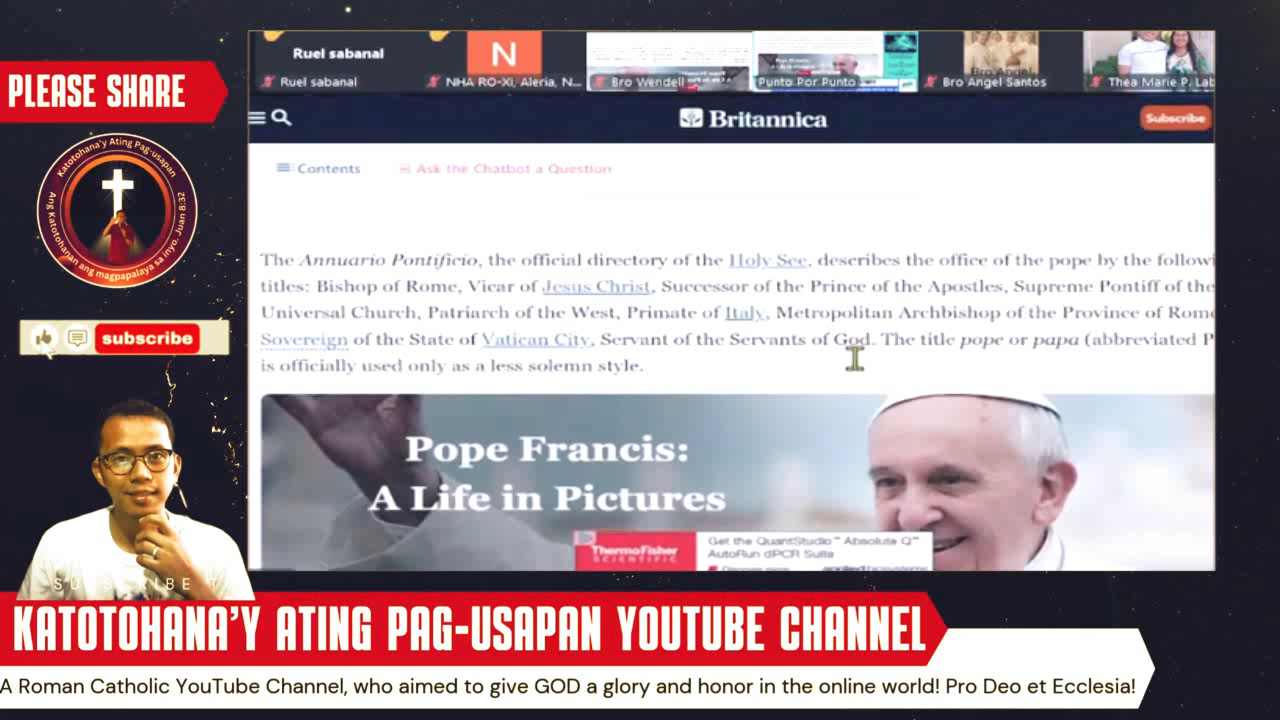 PLEASE SHARE
Katotohana'y Ating Pag-usapan
Ang Katotohanan ang magpapalaya sa inyo. Juan 8:32
subscribe
Ruel sabanal
Ruel sabanal
N
NHA RO-XI, Aleria, N...
Bro Wendell
Punto Por Punto
Bro Angel
Bro Angel Santos
Thea Marie P. Lab
Britannica
Subscribe
Contents
Ask the Chatbot a Question
The Annuario Pontificio, the official directory of the Holy See, describes the office of the pope by the followi
titles: Bishop of Rome, Vicar of Jesus Christ, Successor of the Prince of the Apostles, Supreme Pontiff of the
Universal Church, Patriarch of the West, Primate of Italy, Metropolitan Archbishop of the Province of Rome
Sovereign of the State of Vatican City, Servant of the Servants of God. The title pope or papa (abbreviated P
is officially used only as a less solemn style.
Pope Francis:
A Life in Pictures
ThermoFisher
SCIENTIFIC
Get the QuantStudio™ Absolute Q™
AutoRun dPCR Suite
applied biosystems
KATOTOHANA'Y ATING PAG-USAPAN YOUTUBE CHANNEL
A Roman Catholic YouTube Channel, who aimed to give GOD a glory and honor in the online world! Pro Deo et Ecclesia!